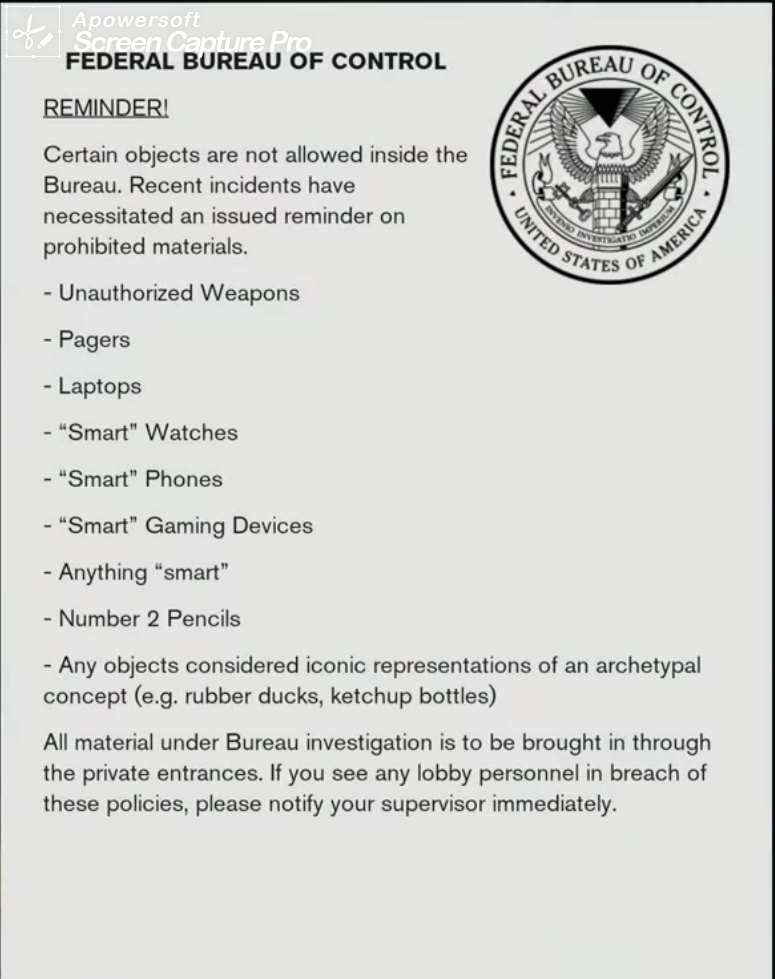 Apowersoft
Screen Capture Pro
FEDERAL BUREAU OF CONTROL
REMINDER!
Certain objects are not allowed inside the
Bureau. Recent incidents have
necessitated an issued reminder on
prohibited materials.
- Unauthorized Weapons
- Pagers
- Laptops
- “Smart” Watches
- “Smart” Phones
- “Smart” Gaming Devices
- Anything “smart”
- Number 2 Pencils
- Any objects considered iconic representations of an archetypal
concept (e.g. rubber ducks, ketchup bottles)
All material under Bureau investigation is to be brought in through
the private entrances. If you see any lobby personnel in breach of
these policies, please notify your supervisor immediately.
FEDERAL BUREAU OF CONTROL
INVENIO INVESTIGATIO IMPERIUM
UNITED STATES OF AMERICA